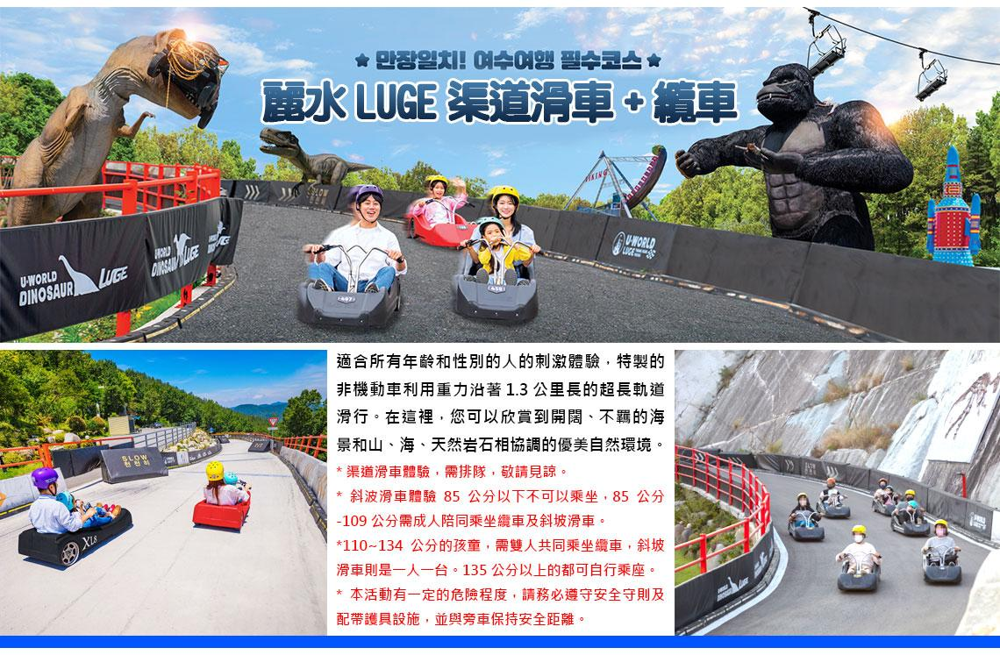 ★ 만장일치! 여수여행 필수코스 ★
麗水 LUGE 渠道滑車 + 纜車
VIKING
SLOW
U-WORLD
LUGE
U-WORLD
DINOSAUR LUGE
U-WORLD
DINOSAUR LUGE
U-WORLD
LUGE
497
458
適合所有年齡和性別的人的刺激體驗，特製的
非機動車利用重力沿著 1.3 公里長的超長軌道
滑行。在這裡，您可以欣賞到開闊、不羈的海
景和山、海、天然岩石相協調的優美自然環境。
* 渠道滑車體驗，需排隊，敬請見諒。
* 斜波滑車體驗 85 公分以下不可以乘坐，85 公分
-109 公分需成人陪同乘坐纜車及斜坡滑車。
*110~134 公分的孩童，需雙人共同乘坐纜車，斜坡
滑車則是一人一台。135 公分以上的都可自行乘座。
* 本活動有一定的危險程度，請務必遵守安全守則及
配帶護具設施，並與旁車保持安全距離。
SLOW
천천히
XL8
U-WORLD
DINOSAUR LUGE